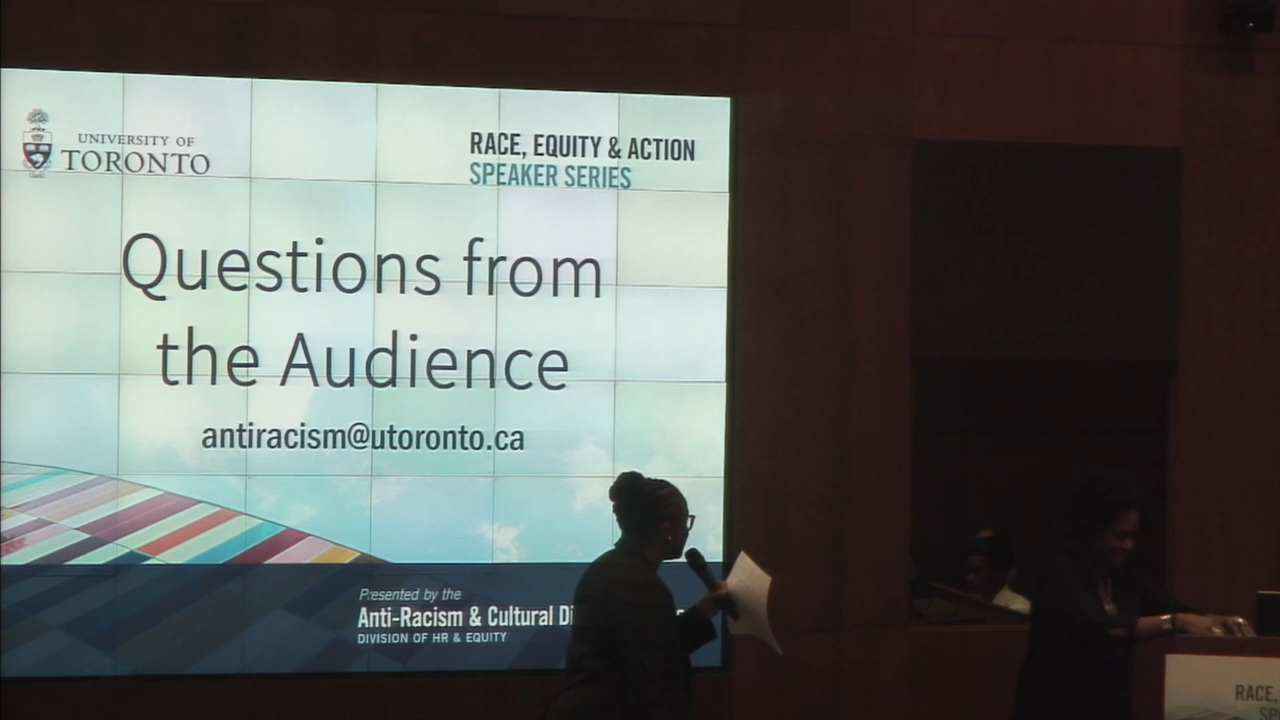 UNIVERSITY OF
TORONTO
RACE, EQUITY & ACTION
SPEAKER SERIES
Questions from
the Audience
antiracism@utoronto.ca
Presented by the
Anti-Racism & Cultural
DIVISION OF HR & EQUITY
RACE,